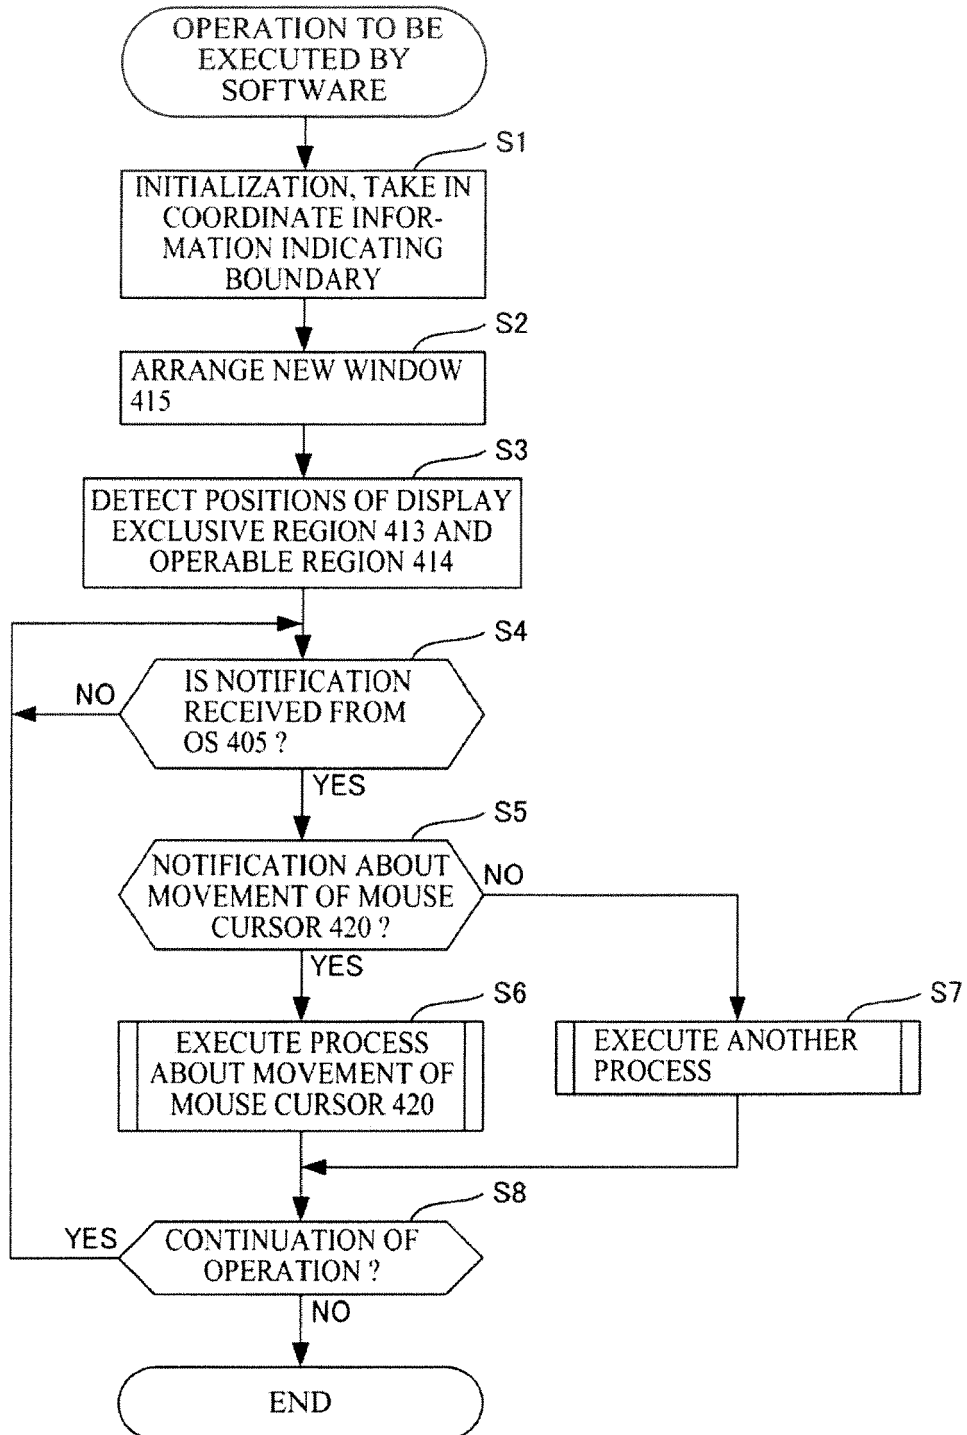 OPERATION TO BE
EXECUTED BY
SOFTWARE
S1
INITIALIZATION, TAKE IN
COORDINATE INFOR-
MATION INDICATING
BOUNDARY
S2
ARRANGE NEW WINDOW
415
S3
DETECT POSITIONS OF DISPLAY
EXCLUSIVE REGION 413 AND
OPERABLE REGION 414
S4
NO
IS NOTIFICATION
RECEIVED FROM
OS 405 ?
YES
S5
NOTIFICATION ABOUT
MOVEMENT OF MOUSE
CURSOR 420 ?
NO
YES
S6
EXECUTE PROCESS
ABOUT MOVEMENT OF
MOUSE CURSOR 420
S7
EXECUTE ANOTHER
PROCESS
S8
YES
CONTINUATION OF
OPERATION ?
NO
END